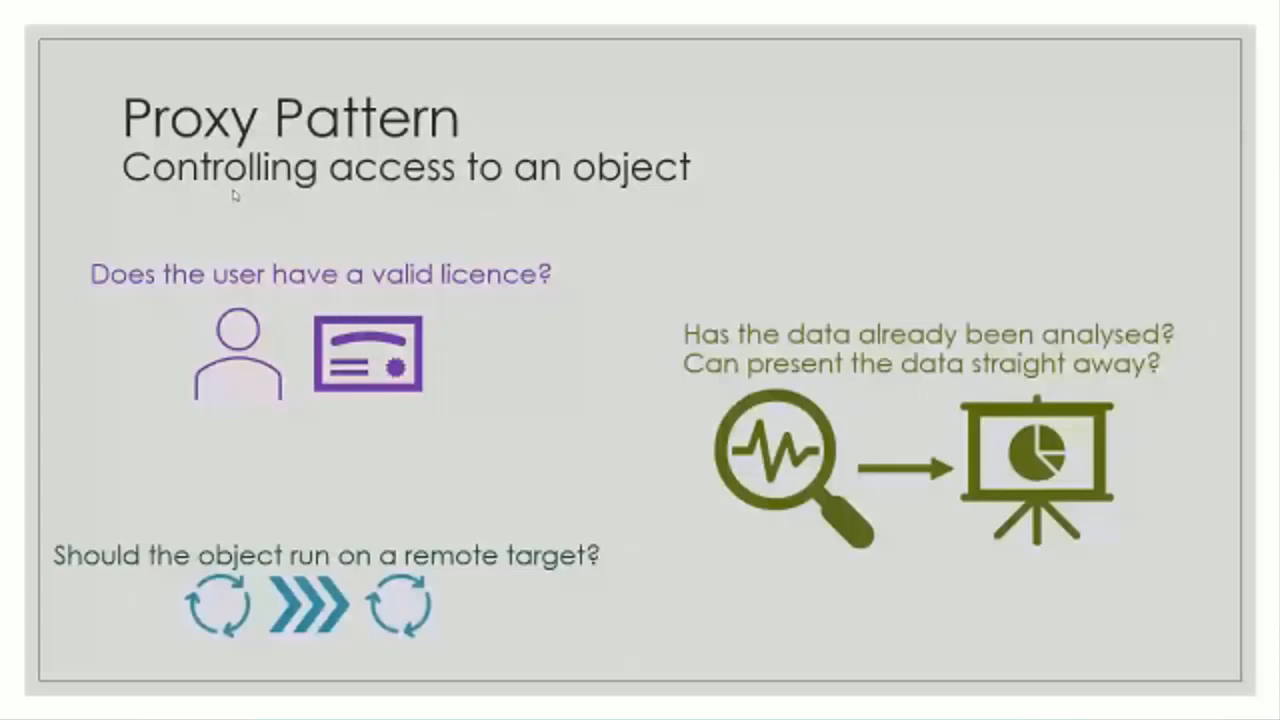 Proxy Pattern
Controlling access to an object
Does the user have a valid licence?
Has the data already been analysed?
Can present the data straight away?
Should the object run on a remote target?